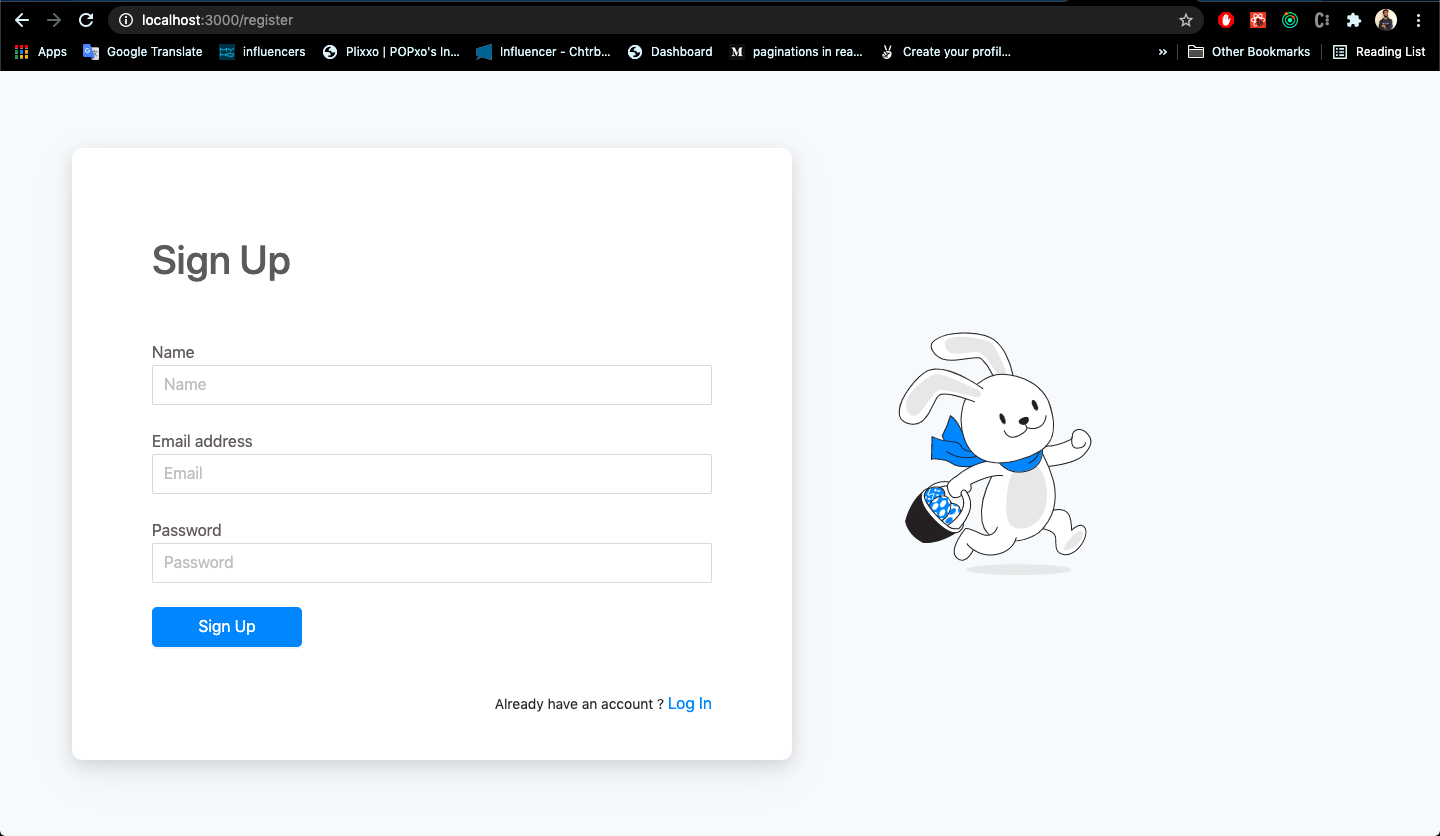 localhost:3000/register
Apps Google Translate influencers Plixxo | POPxo's In... Influencer - Chtrb... Dashboard M paginations in rea... Create your profil... » Other Bookmarks Reading List
Sign Up
Name
Name
Email address
Email
Password
Password
Sign Up
Already have an account ? Log In